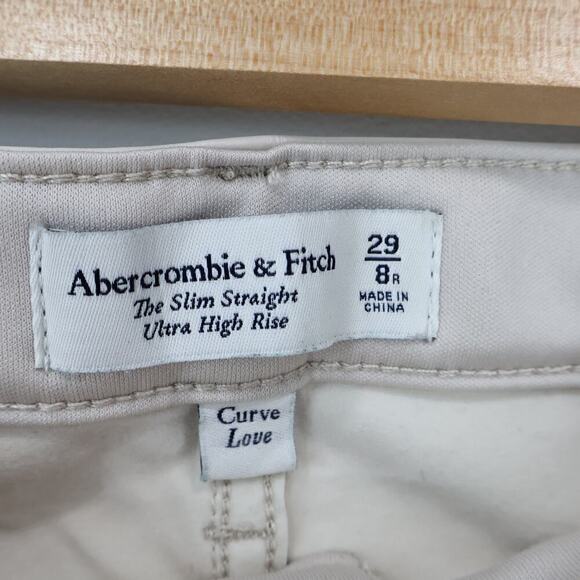 Abercrombie & Fitch
The Slim Straight
Ultra High Rise
29
8R
MADE IN
CHINA
Curve
Love